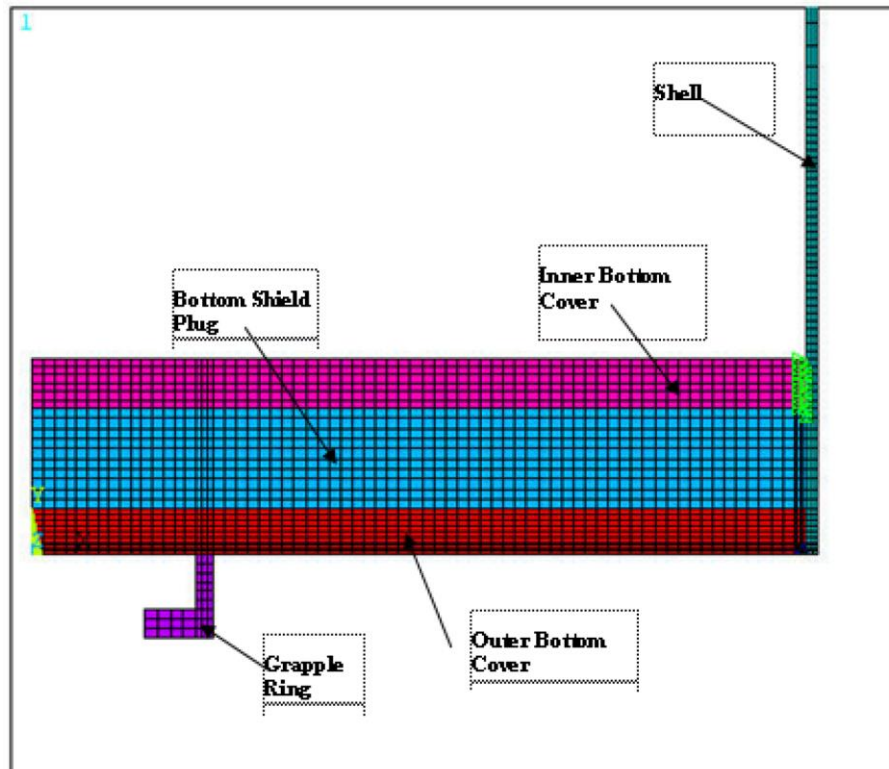 1
Shell
Inner Bottom
Cover
Bottom Shield
Plug
Y
Z
X
Outer Bottom
Cover
Grapple
Ring